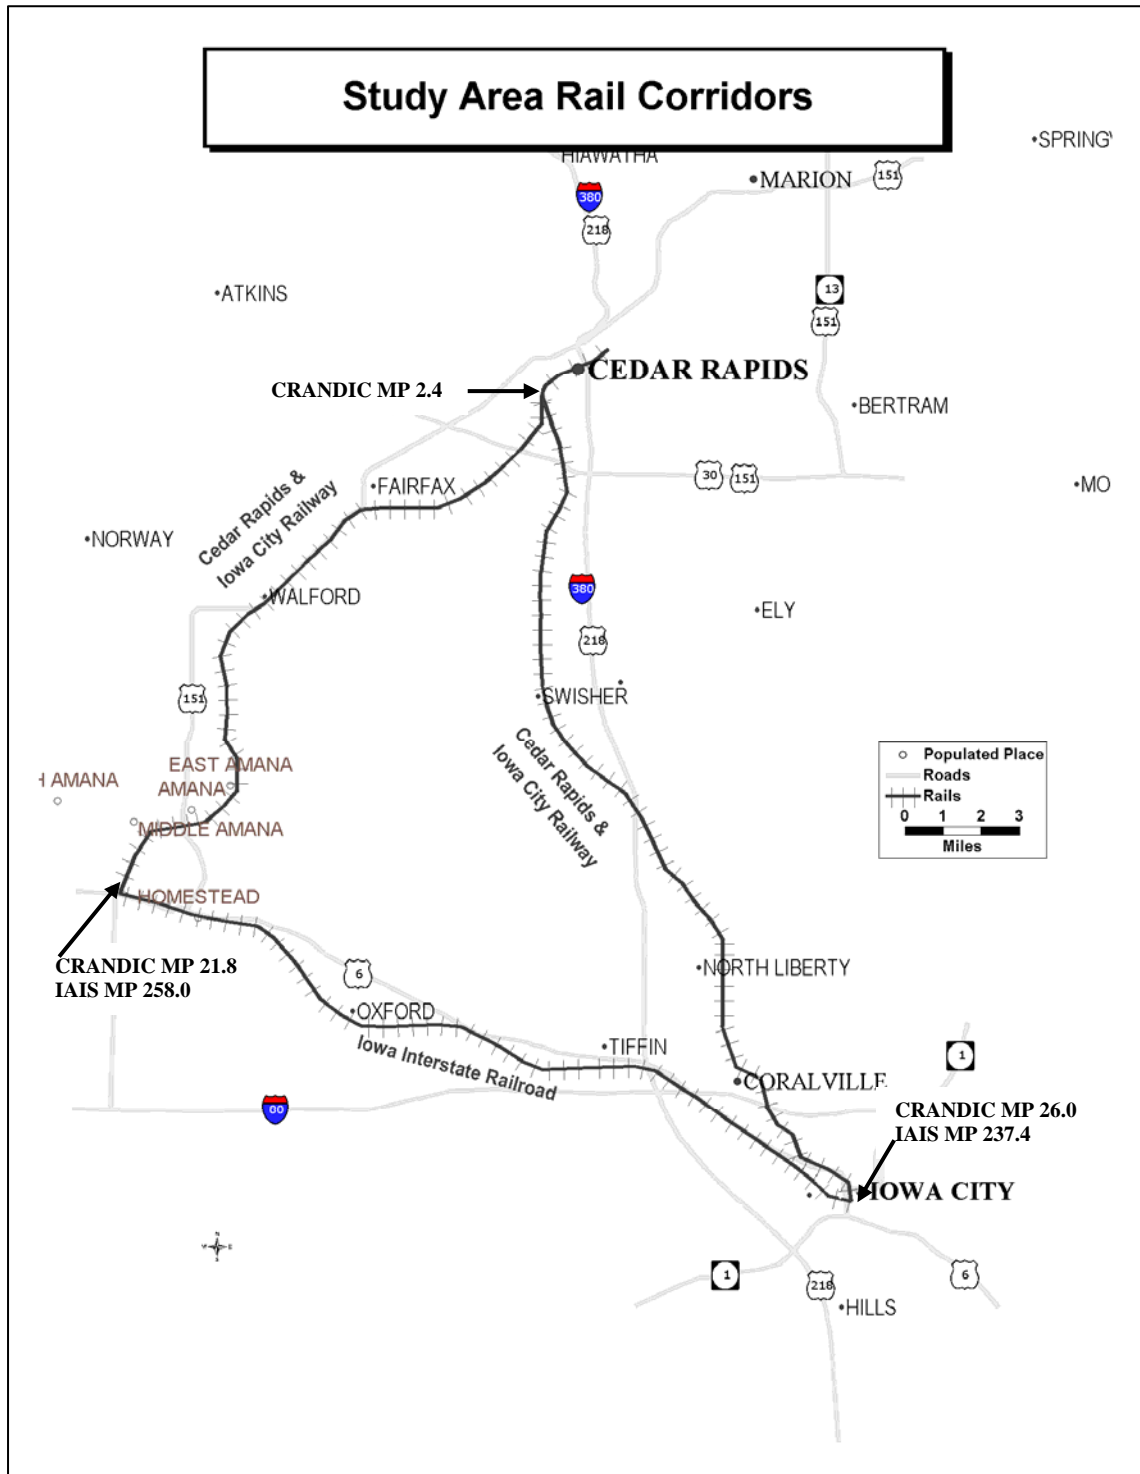 Study Area Rail Corridors
HIAWATHA
SPRING
MARION
151
380
218
ATKINS
13
151
CEDAR RAPIDS
CRANDIC MP 2.4
BERTRAM
30
151
FAIRFAX
MO
Cedar Rapids &
Iowa City Railway
NORWAY
380
WALFORD
ELY
218
151
SWISHER
Cedar Rapids &
Iowa City Railway
EAST AMANA
H AMANA
AMANA
MIDDLE AMANA
Populated Place
Roads
Rails
0 1 2 3
Miles
HOMESTEAD
CRANDIC MP 21.8
IAIS MP 258.0
6
NORTH LIBERTY
OXFORD
Iowa Interstate Railroad
TIFFIN
1
CORALVILLE
00
CRANDIC MP 26.0
IAIS MP 237.4
IOWA CITY
1
218
6
HILLS